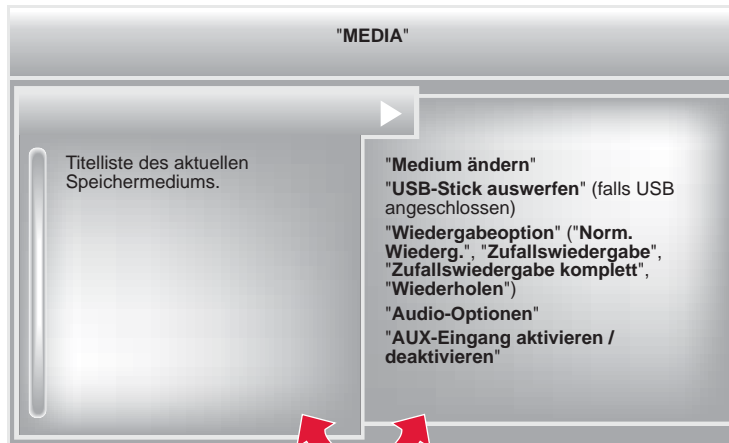 "MEDIA"
Titelliste des aktuellen
Speichermediums.
"Medium ändern"
"USB-Stick auswerfen" (falls USB
angeschlossen)
"Wiedergabeoption" ("Norm.
Wiederg.", "Zufallswiedergabe",
"Zufallswiedergabe komplett",
"Wiederholen")
"Audio-Optionen"
"AUX-Eingang aktivieren /
deaktivieren"